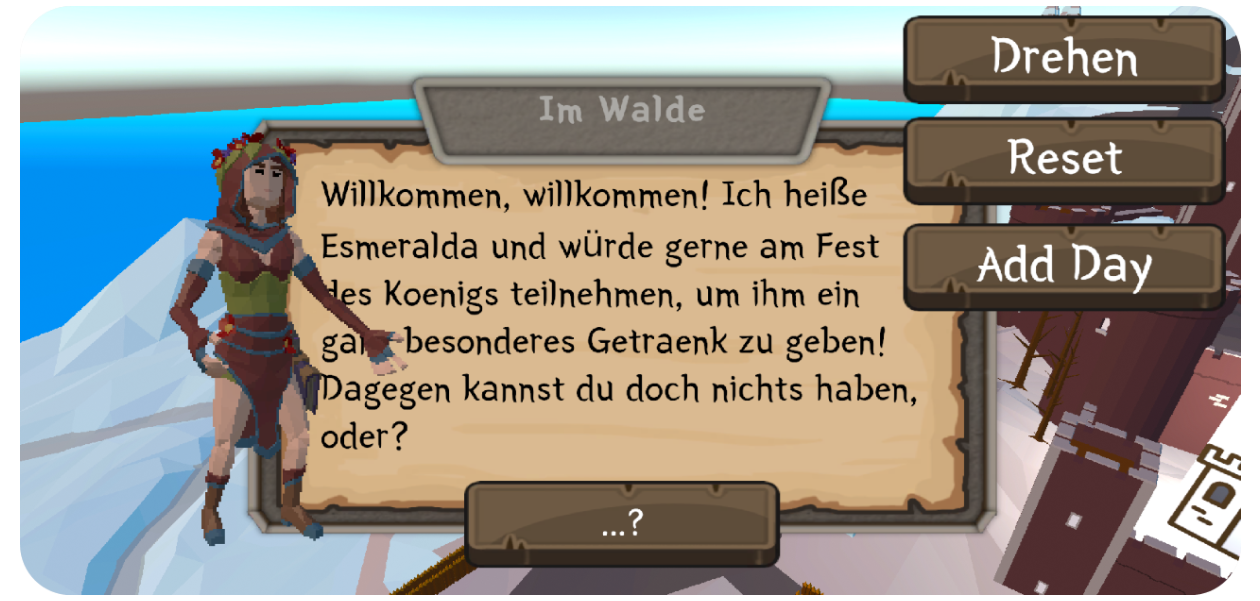 Drehen
Im Walde
Reset
Willkommen, willkommen! Ich heiße
Esmeralda und würde gerne am Fest
des Koenigs teilnehmen, um ihm ein
besonderes Getraenk zu geben!
Dagegen kannst du doch nichts haben,
oder?
Add Day
...?